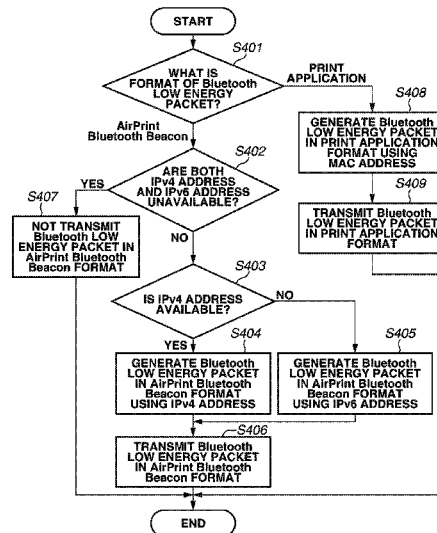 START
S401
WHAT IS
FORMAT OF Bluetooth
LOW ENERGY
PACKET?
PRINT
APPLICATION
AirPrint
Bluetooth Beacon
S408
GENERATE Bluetooth
LOW ENERGY PACKET
IN PRINT APPLICATION
FORMAT USING
MAC ADDRESS
S402
ARE BOTH
IPv4 ADDRESS
AND IPv6 ADDRESS
UNAVAILABLE?
YES
NO
S407
NOT TRANSMIT
Bluetooth LOW
ENERGY PACKET IN
AirPrint Bluetooth
Beacon FORMAT
S409
TRANSMIT Bluetooth
LOW ENERGY PACKET
IN PRINT APPLICATION
FORMAT
S403
IS IPv4 ADDRESS
AVAILABLE?
NO
YES
S404
GENERATE Bluetooth
LOW ENERGY PACKET
IN AirPrint Bluetooth
Beacon FORMAT
USING IPv4 ADDRESS
S405
GENERATE Bluetooth
LOW ENERGY PACKET
IN AirPrint Bluetooth
Beacon FORMAT
USING IPv6 ADDRESS
S406
TRANSMIT Bluetooth
LOW ENERGY PACKET
IN AirPrint Bluetooth
Beacon FORMAT
END